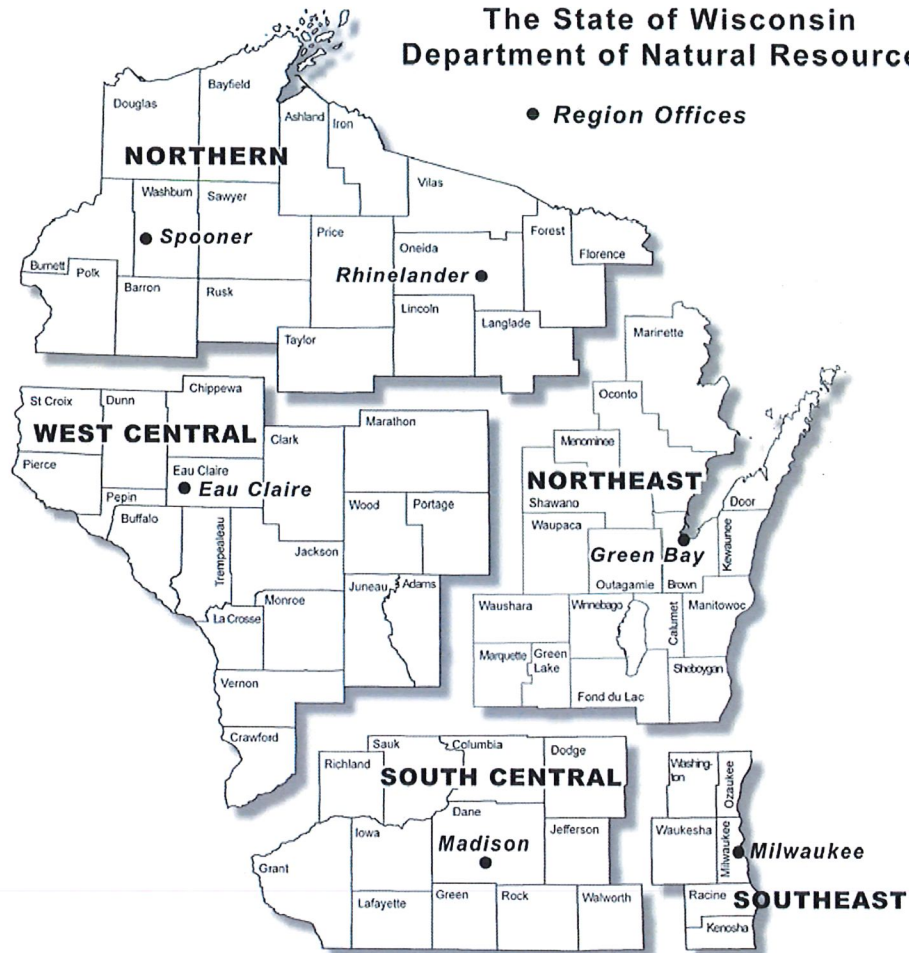 The State of Wisconsin
Department of Natural Resource
Region Offices
Bayfield
Douglas
Ashland
Iron
NORTHERN
Vilas
Washburn
Sawyer
Spooner
Price
Oneida
Forest
Florence
Burnett
Polk
Rhinelander
Barron
Rusk
Lincoln
Langlade
Taylor
Marinette
St Croix
Dunn
Chippewa
Oconto
Marathon
WEST CENTRAL
Clark
Menominee
Pierce
Eau Claire
Eau Claire
NORTHEAST
Pepin
Wood
Portage
Shawano
Door
Buffalo
Waupaca
Trempealeau
Jackson
Green Bay
Kewaunee
Juneau
Adams
Outagamie
Brown
Monroe
La Crosse
Waushara
Winnebago
Calumet
Manitowoc
Marquette
Green
Lake
Sheboygan
Vernon
Fond du Lac
Crawford
Sauk
Columbia
Dodge
Richland
SOUTH CENTRAL
Washing-
ton
Ozaukee
Dane
Iowa
Madison
Jefferson
Waukesha
Milwaukee
Milwaukee
Grant
Lafayette
Green
Rock
Walworth
Racine
SOUTHEAST
Kenosha